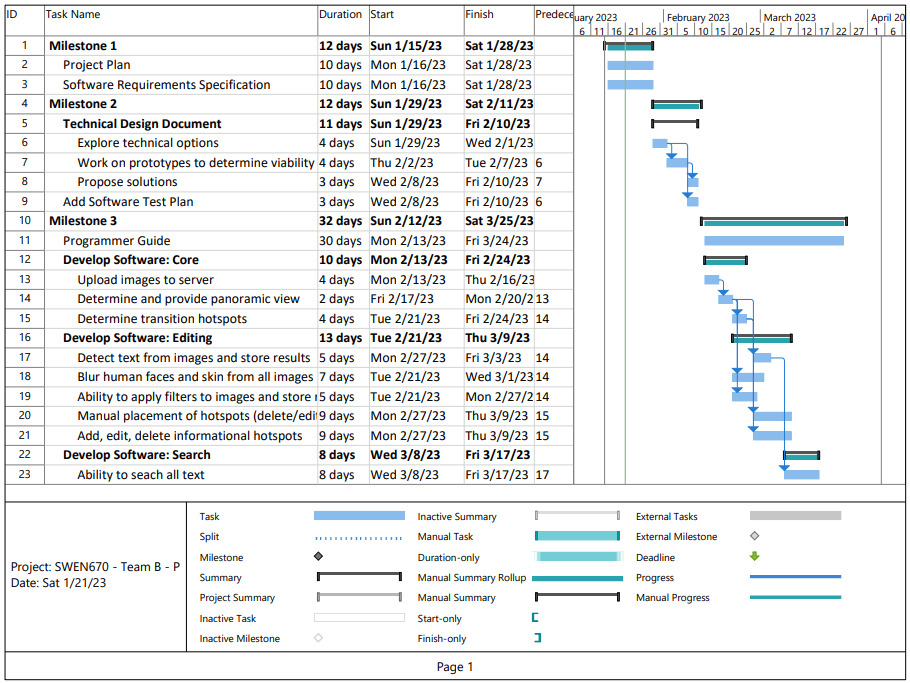 ID Task Name Duration Start Finish Predece uary 2023 February 2023 March 2023 April 20
6 11 16 21 26 31 5 10 15 20 25 2 7 12 17 22 27 1 6
1 Milestone 1 12 days Sun 1/15/23 Sat 1/28/23
2 Project Plan 10 days Mon 1/16/23 Sat 1/28/23
3 Software Requirements Specification 10 days Mon 1/16/23 Sat 1/28/23
4 Milestone 2 12 days Sun 1/29/23 Sat 2/11/23
5 Technical Design Document 11 days Sun 1/29/23 Fri 2/10/23
6 Explore technical options 4 days Sun 1/29/23 Wed 2/1/23
7 Work on prototypes to determine viability 4 days Thu 2/2/23 Tue 2/7/23 6
8 Propose solutions 3 days Wed 2/8/23 Fri 2/10/23 7
9 Add Software Test Plan 3 days Wed 2/8/23 Fri 2/10/23 6
10 Milestone 3 32 days Sun 2/12/23 Sat 3/25/23
11 Programmer Guide 30 days Mon 2/13/23 Fri 3/24/23
12 Develop Software: Core 10 days Mon 2/13/23 Fri 2/24/23
13 Upload images to server 4 days Mon 2/13/23 Thu 2/16/23
14 Determine and provide panoramic view 2 days Fri 2/17/23 Mon 2/20/2 13
15 Determine transition hotspots 4 days Tue 2/21/23 Fri 2/24/23 14
16 Develop Software: Editing 13 days Tue 2/21/23 Thu 3/9/23
17 Detect text from images and store results 5 days Mon 2/27/23 Fri 3/3/23 14
18 Blur human faces and skin from all images 7 days Tue 2/21/23 Wed 3/1/23 14
19 Ability to apply filters to images and store r 5 days Tue 2/21/23 Mon 2/27/2 14
20 Manual placement of hotspots (delete/edi 9 days Mon 2/27/23 Thu 3/9/23 15
21 Add, edit, delete informational hotspots 9 days Mon 2/27/23 Thu 3/9/23 15
22 Develop Software: Search 8 days Wed 3/8/23 Fri 3/17/23
23 Ability to seach all text 8 days Wed 3/8/23 Fri 3/17/23 17
Project: SWEN670 - Team B - P
Date: Sat 1/21/23
Task Inactive Summary External Tasks
Split Manual Task External Milestone
Milestone Duration-only Deadline
Summary Manual Summary Rollup Progress
Project Summary Manual Summary Manual Progress
Inactive Task Start-only
Inactive Milestone Finish-only
Page 1